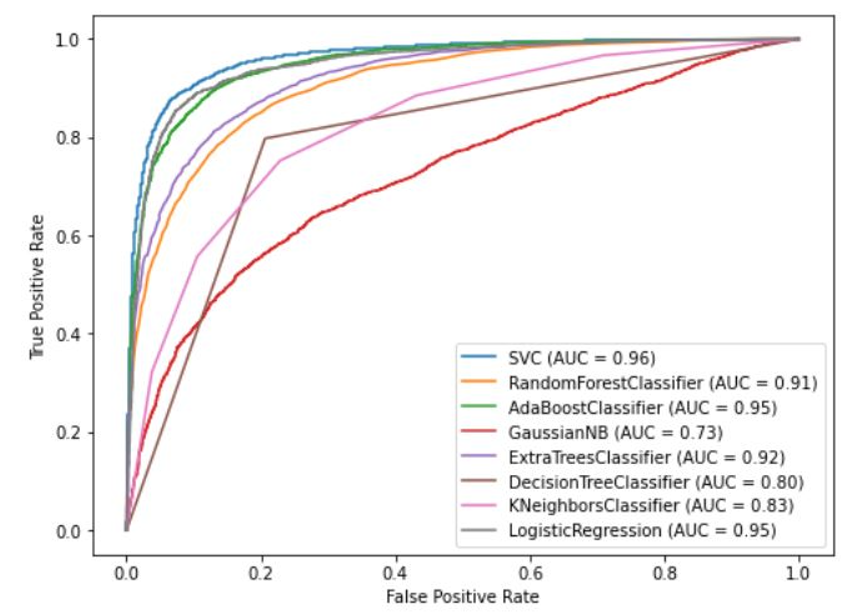 1.0
0.8
0.6
0.4
0.2
0.0
True Positive Rate
SVC (AUC = 0.96)
RandomForestClassifier (AUC = 0.91)
AdaBoostClassifier (AUC = 0.95)
GaussianNB (AUC = 0.73)
ExtraTreesClassifier (AUC = 0.92)
DecisionTreeClassifier (AUC = 0.80)
KNeighborsClassifier (AUC = 0.83)
LogisticRegression (AUC = 0.95)
0.0 0.2 0.4 0.6 0.8 1.0
False Positive Rate